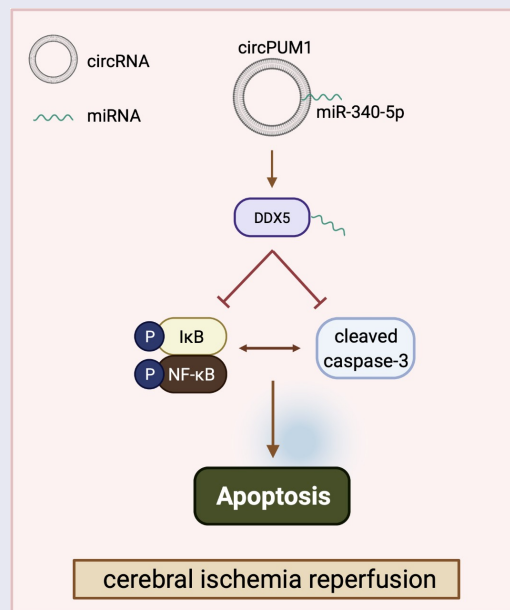 circRNA
miRNA
circPUM1
miR-340-5p
DDX5
P
IκB
P
NF-κB
cleaved
caspase-3
Apoptosis
cerebral ischemia reperfusion